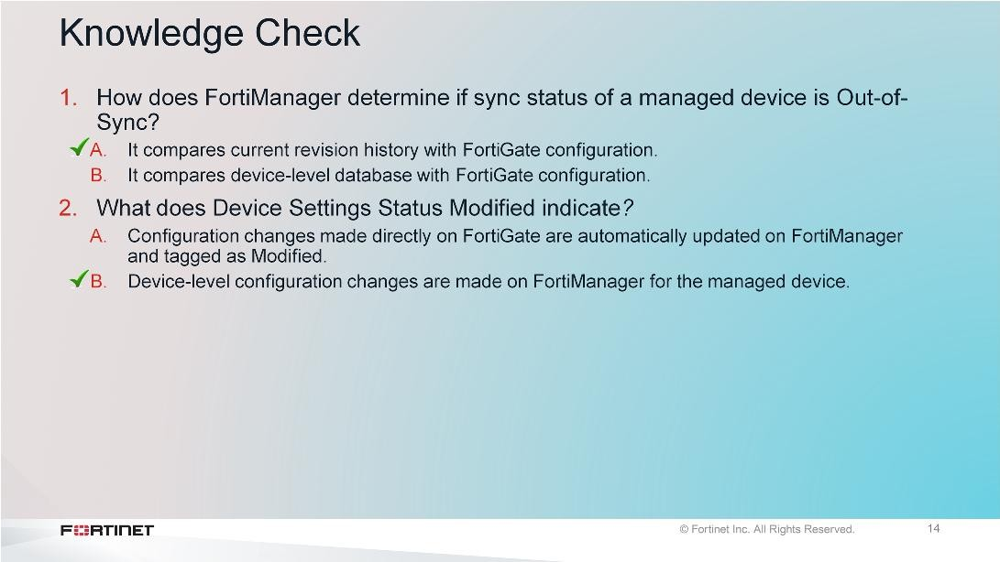 Knowledge Check
1. How does FortiManager determine if sync status of a managed device is Out-of-
Sync?
A. It compares current revision history with FortiGate configuration.
B. It compares device-level database with FortiGate configuration.
2. What does Device Settings Status Modified indicate?
A. Configuration changes made directly on FortiGate are automatically updated on FortiManager
and tagged as Modified.
B. Device-level configuration changes are made on FortiManager for the managed device.
FORTINET
© Fortinet Inc. All Rights Reserved.
14